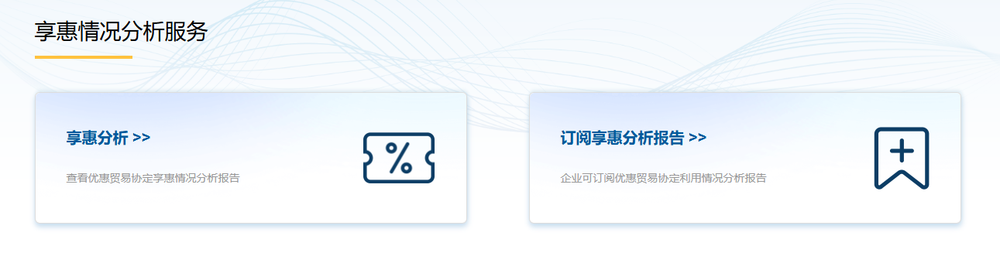 享惠情况分析服务
享惠分析 >>
查看优惠贸易协定享惠情况分析报告
订阅享惠分析报告 >>
企业可订阅优惠贸易协定利用情况分析报告